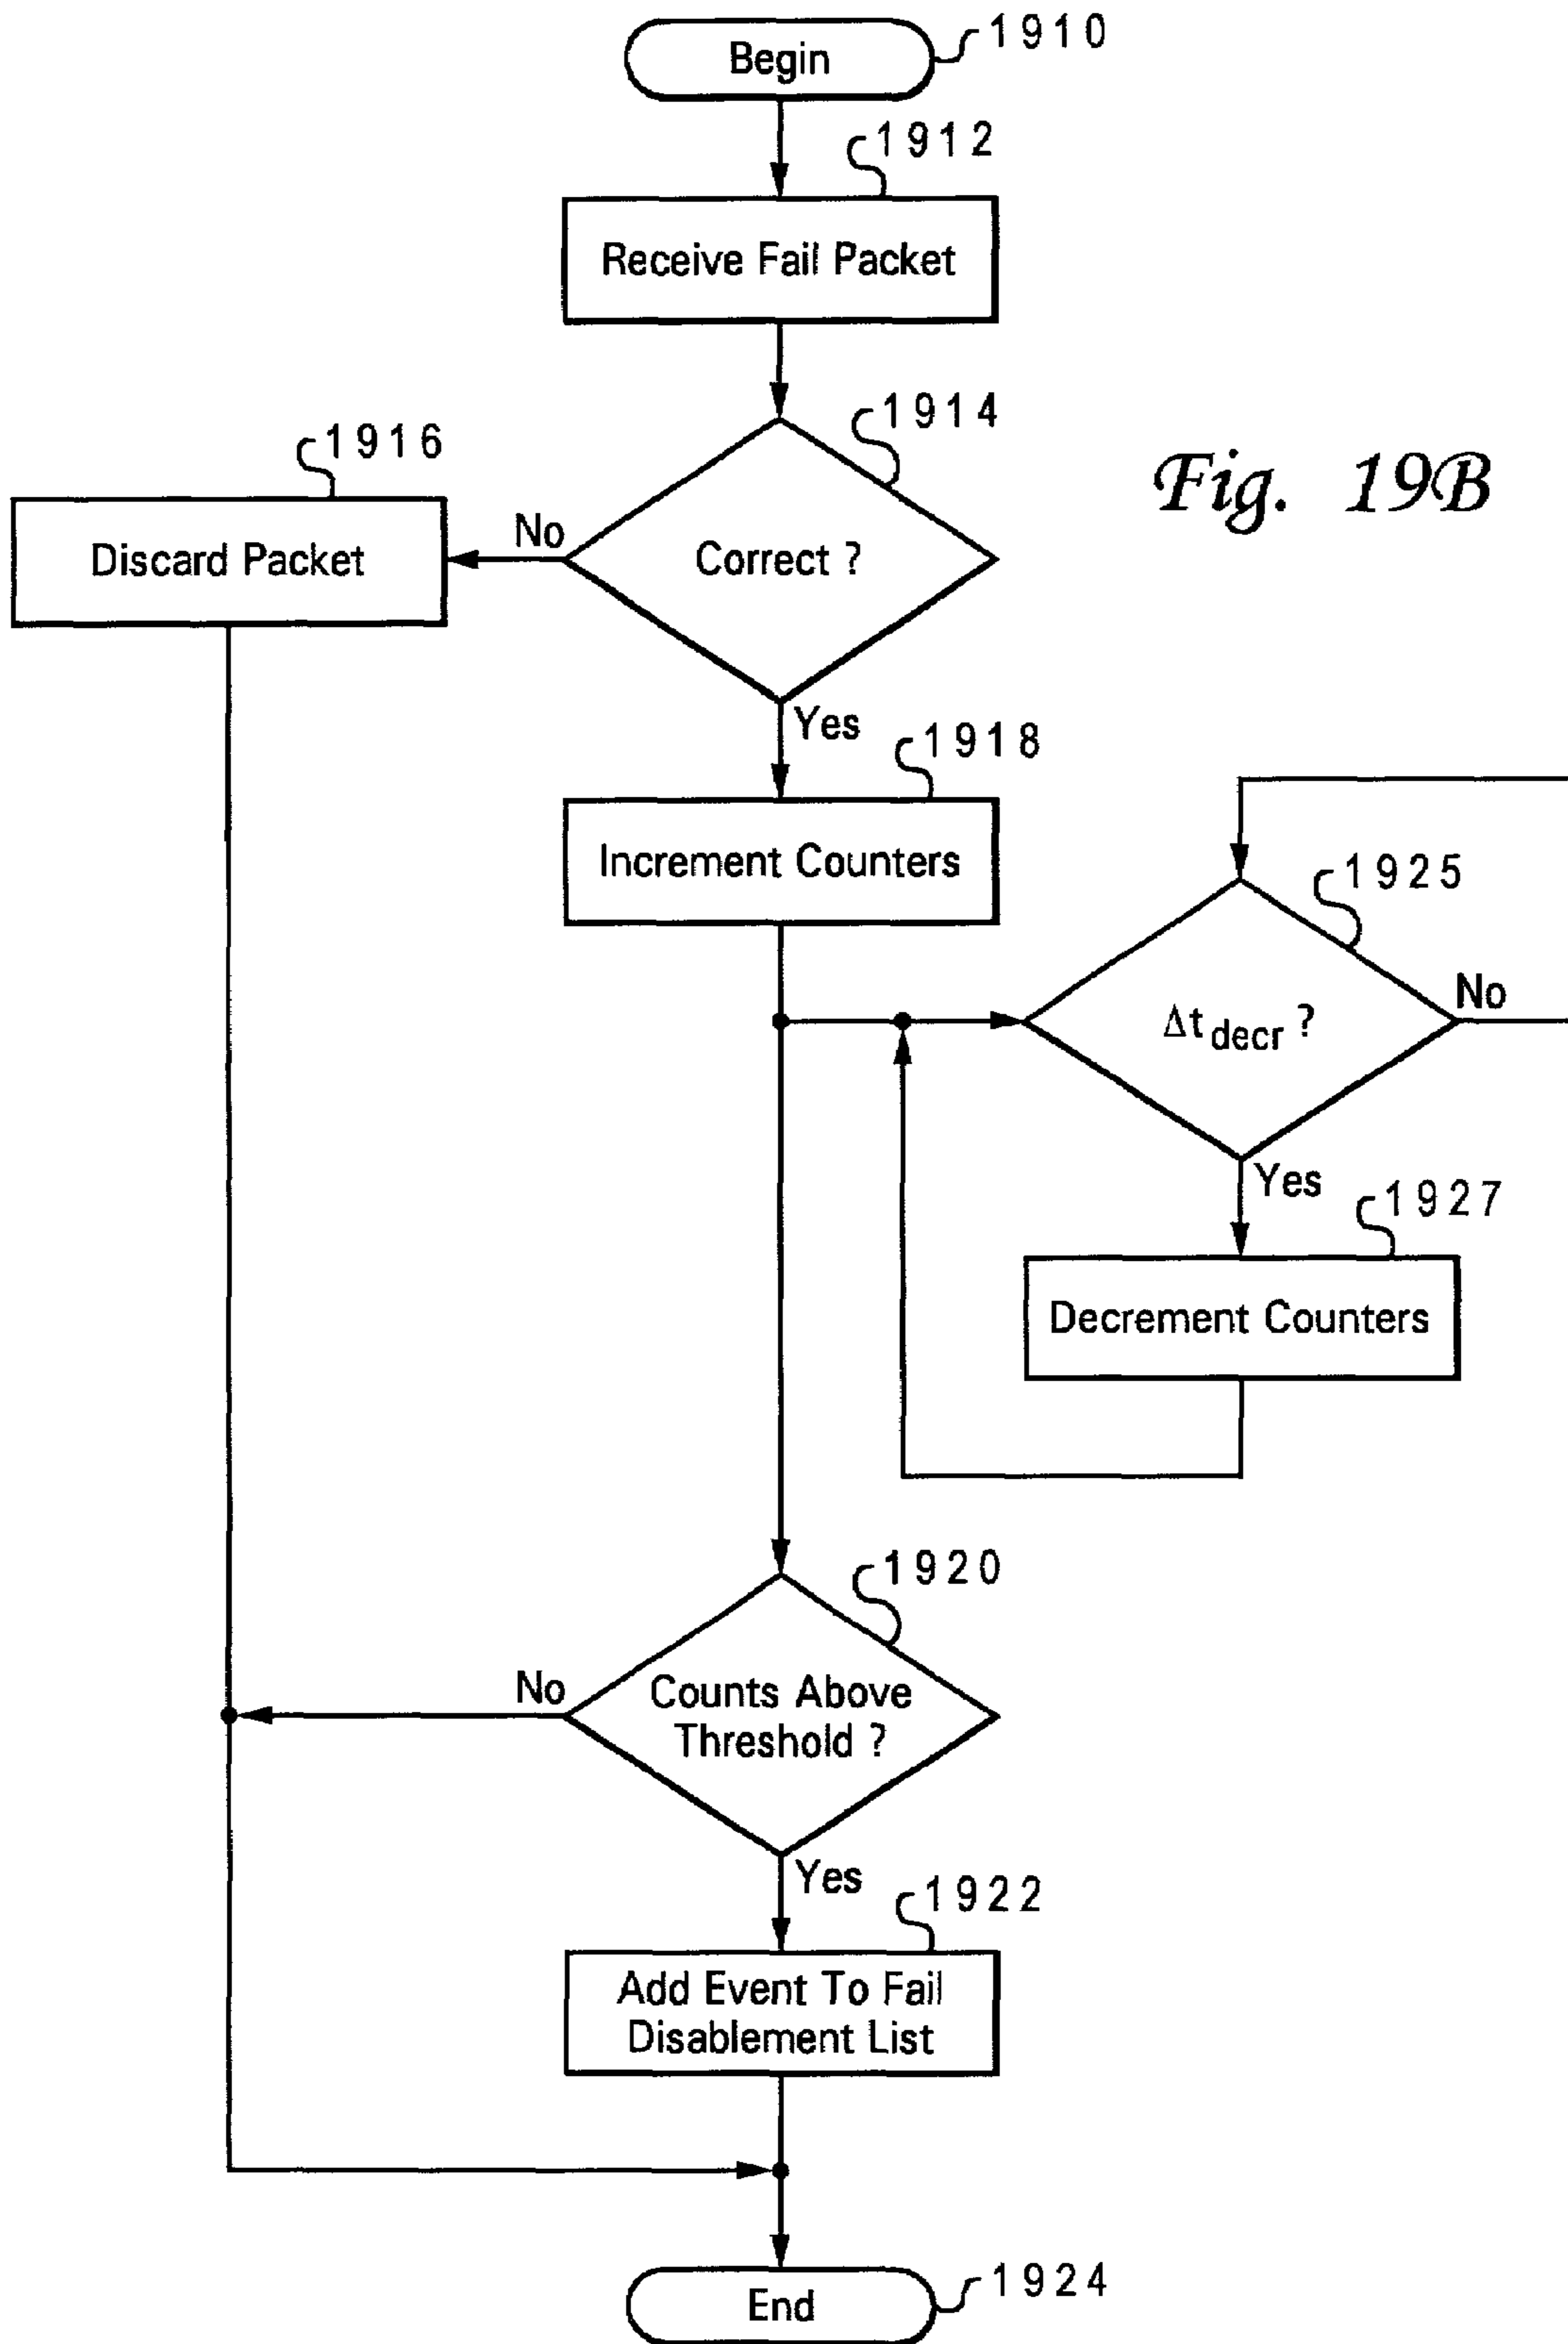 Begin
1910
1912
Receive Fail Packet
1914
1916
Fig. 19B
No
Correct ?
Discard Packet
Yes
1918
Increment Counters
1925
No
Δt decr ?
Yes
1927
Decrement Counters
1920
No
Counts Above
Threshold ?
Yes
1922
Add Event To Fail
Disablement List
1924
End